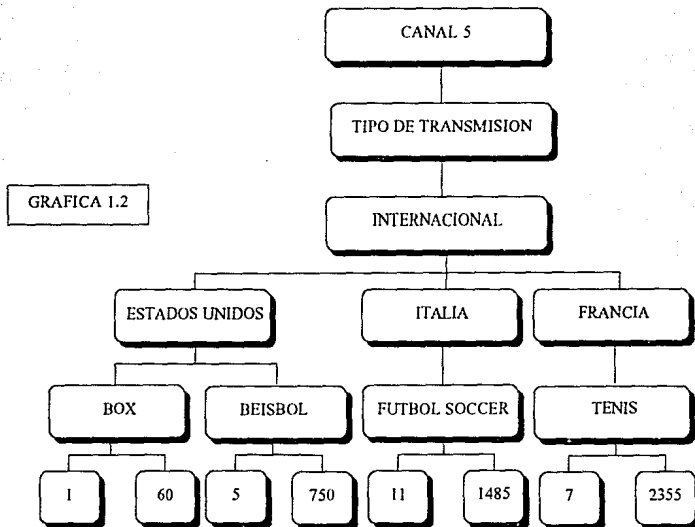 CANAL 5
TIPO DE TRANSMISION
GRAFICA 1.2
INTERNACIONAL
ESTADOS UNIDOS
ITALIA
FRANCIA
BOX
BEISBOL
FUTBOL SOCCER
TENIS
1
60
5
750
11
1485
7
2355